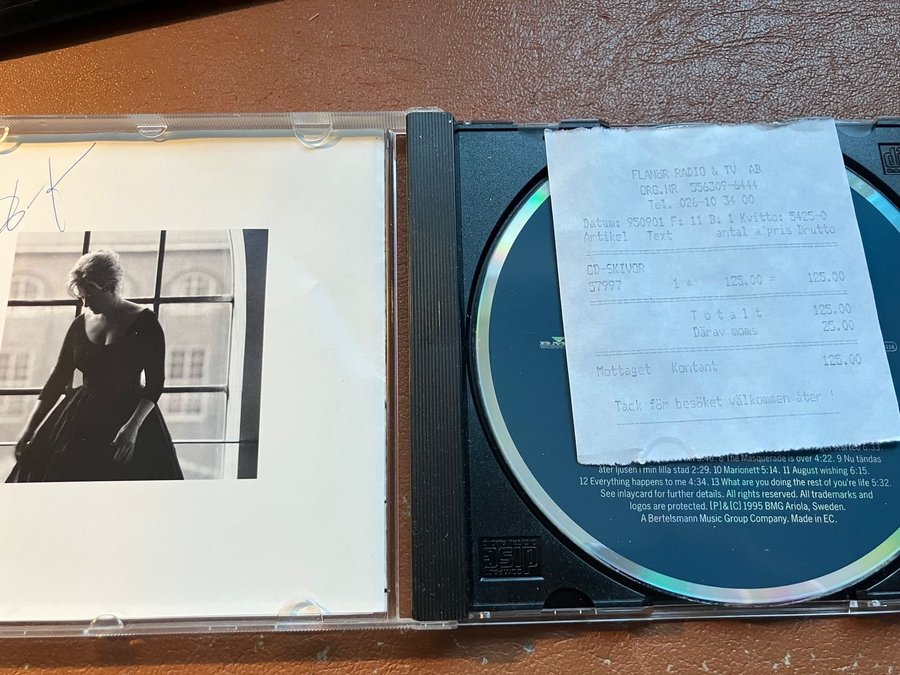 FLANöR RADIO & TV AB
ORG.NR 556309-6444
Tel. 026-10 34 00
Datum: 950901 F: 11 B: 1 Kvitto: 5425-0
Artikel Text antal a'pris Brutto
CD-SKIVOR
57997 1 * 125.00 = 125.00
Totalt 125.00
Därav moms 25.00
Mottaget Kontant 125.00
Tack för besöket välkommen åter !
The Masquerade is over 4:22. 9 Nu tändas
åter ljusen i min lilla stad 2:29. 10 Marionett 5:14. 11 August wishing 6:15.
12 Everything happens to me 4:34. 13 What are you doing the rest of you're life 5:32.
See inlaycard for further details. All rights reserved. All trademarks and
logos are protected. [P]&[C] 1995 BMG Ariola, Sweden.
A Bertelsmann Music Group Company. Made in EC.